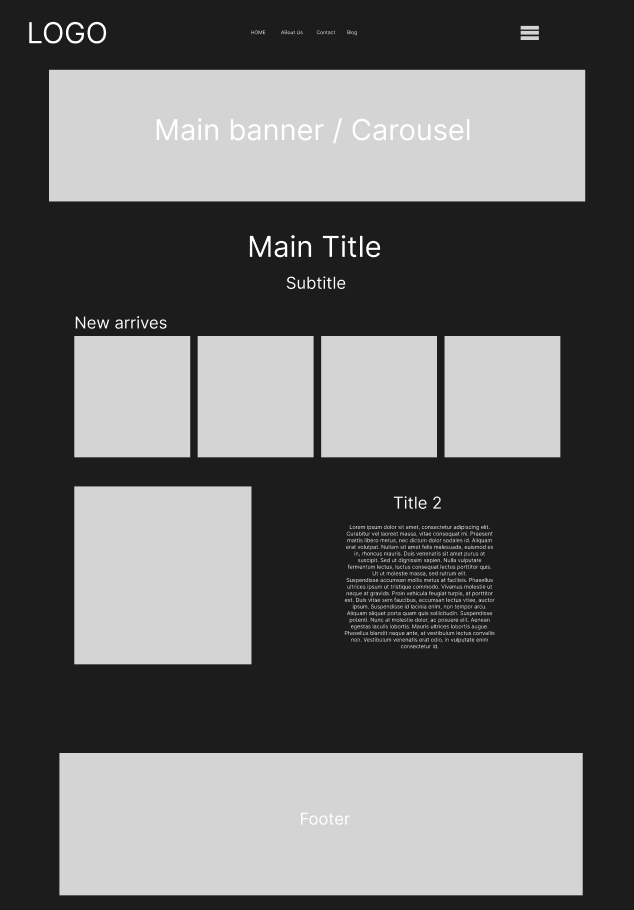 LOGO
HOME ABout Us Contact Blog
Main banner / Carousel
Main Title
Subtitle
New arrives
Title 2
Lorem ipsum dolor sit amet, consectetur adipiscing elit.
Curabitur vel laoreet massa, vitae consequat mi. Praesent
mattis libero metus, nec dictum dolor sodales id. Aliquam
erat volutpat. Nullam sit amet felis malesuada, euismod ex
in, rhoncus mauris. Duis venenatis sit amet purus at
suscipit. Sed ut dignissim sapien. Nulla vulputate
fermentum lectus, luctus consequat lectus porttitor quis.
Ut ut molestie massa, sed rutrum elit.
Suspendisse accumsan mollis metus at facilisis. Phasellus
ultrices ipsum ut tristique commodo. Vivamus molestie ut
neque at gravida. Proin vehicula feugiat turpis, at porttitor
est. Duis vitae sem faucibus, accumsan lectus vitae, auctor
ipsum. Suspendisse id lacinia enim, non tempor arcu.
Aliquam aliquet porta quam quis sollicitudin. Suspendisse
potenti. Nunc at molestie dolor, ac posuere elit. Aenean
egestas iaculis lobortis. Mauris ultrices lobortis augue.
Phasellus blandit neque ante, at vestibulum lectus convallis
non. Vestibulum venenatis erat odio, in vulputate enim
consectetur id.
Footer